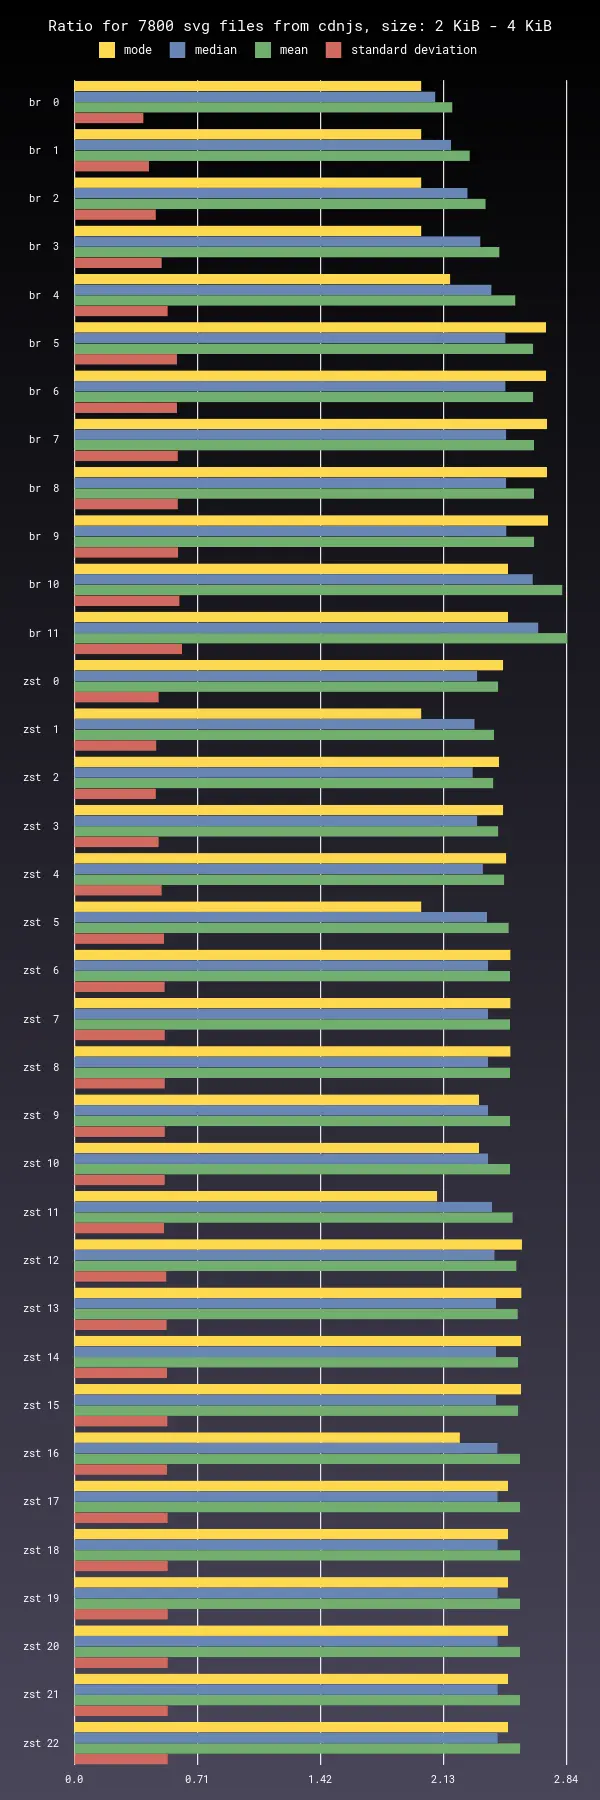 Ratio for 7800 svg files from cdnjs, size: 2 KiB - 4 KiB
mode median mean standard deviation
br 0
br 1
br 2
br 3
br 4
br 5
br 6
br 7
br 8
br 9
br 10
br 11
zst 0
zst 1
zst 2
zst 3
zst 4
zst 5
zst 6
zst 7
zst 8
zst 9
zst 10
zst 11
zst 12
zst 13
zst 14
zst 15
zst 16
zst 17
zst 18
zst 19
zst 20
zst 21
zst 22
0.0 0.71 1.42 2.13 2.84